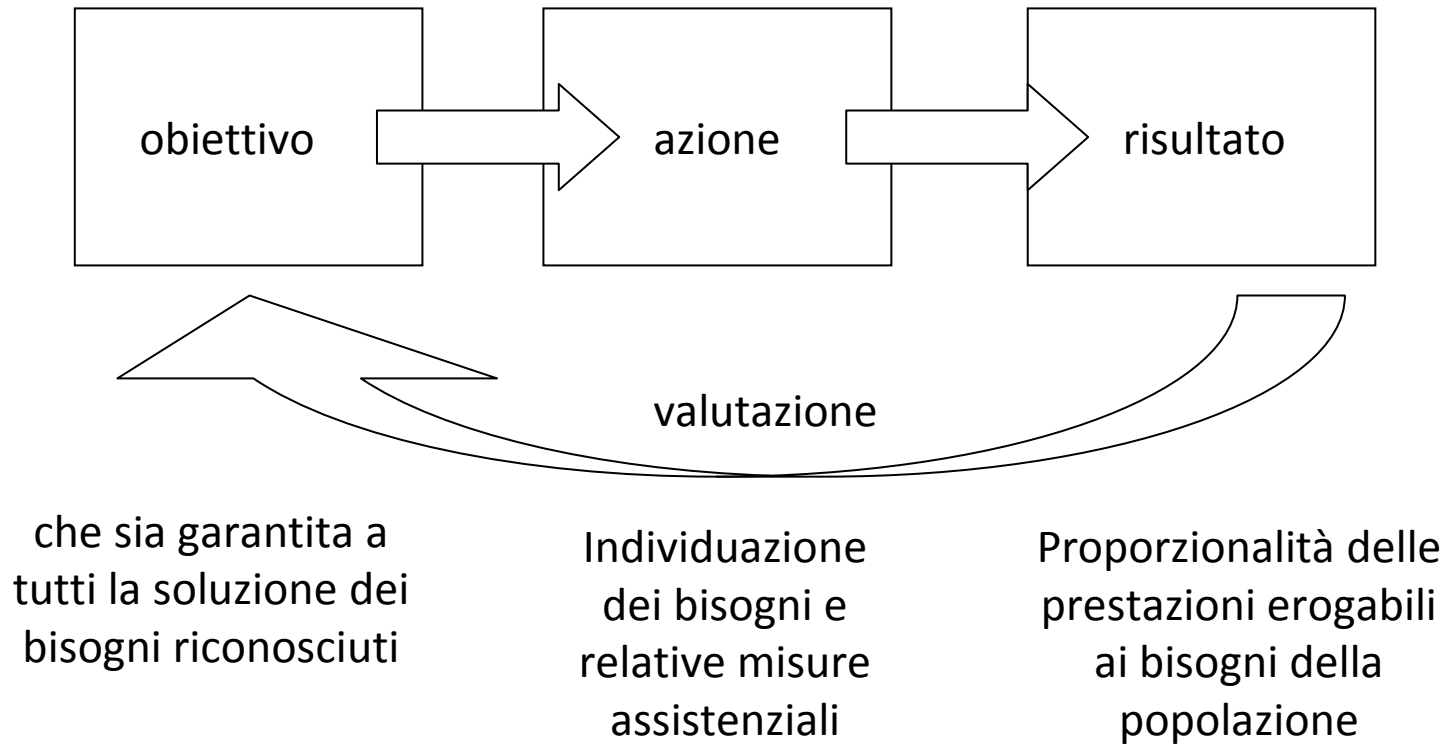 obiettivo
azione
risultato
valutazione
che sia garantita a
tutti la soluzione dei
bisogni riconosciuti
Individuazione
dei bisogni e
relative misure
assistenziali
Proporzionalità delle
prestazioni erogabili
ai bisogni della
popolazione